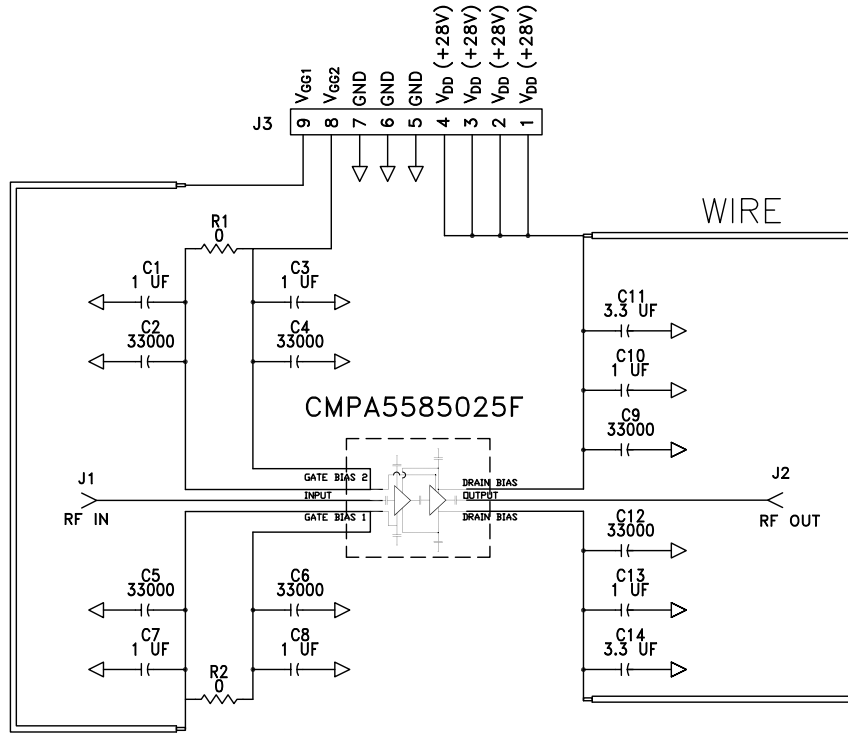 VGG1
VGG2
GND
GND
GND
VDD (+28V)
VDD (+28V)
VDD (+28V)
VDD (+28V)
J3
9 8 7 6 5 4 3 2 1
WIRE
R1
0
C1
1 UF
C3
1 UF
C2
33000
C4
33000
C11
3.3 UF
C10
1 UF
C9
33000
CMPA5585025F
J1
RF IN
GATE BIAS 2
INPUT
GATE BIAS 1
DRAIN BIAS
OUTPUT
DRAIN BIAS
J2
RF OUT
C12
33000
C5
33000
C6
33000
C13
1 UF
C7
1 UF
C8
1 UF
C14
3.3 UF
R2
0